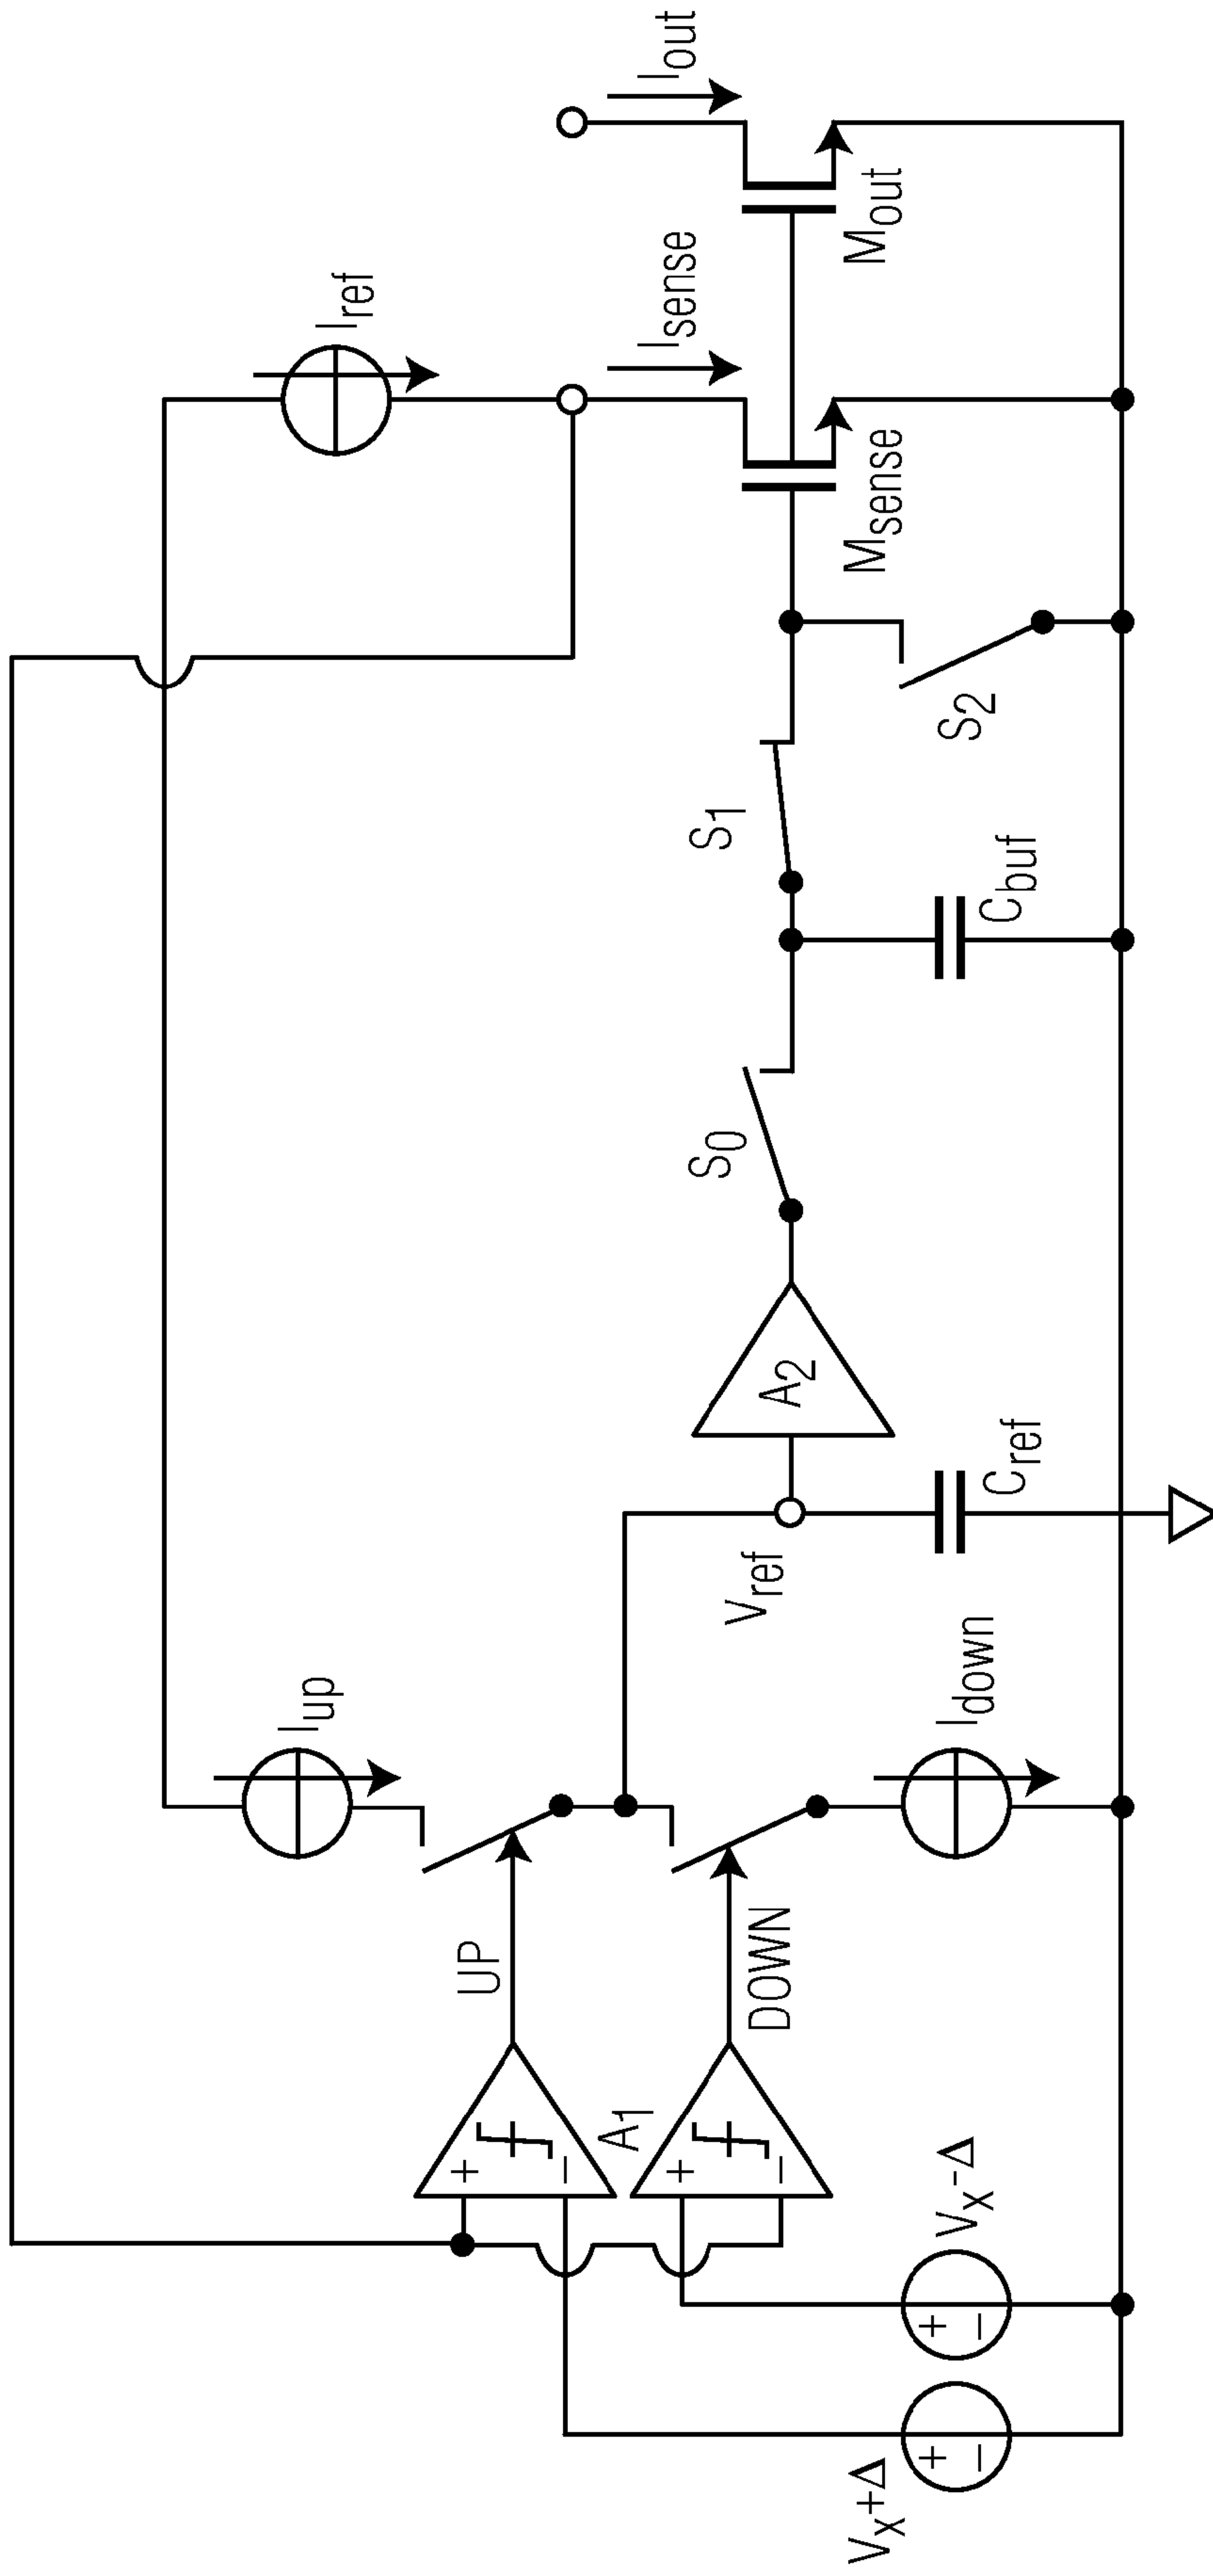 I_ref
I_out
I_sense
I_up
UP
S_0
S_1
M_sense
M_out
+
−
A_1
V_ref
A_2
+
−
DOWN
S_2
V_x+Δ
+
−
V_x-Δ
+
−
I_down
C_ref
C_buf